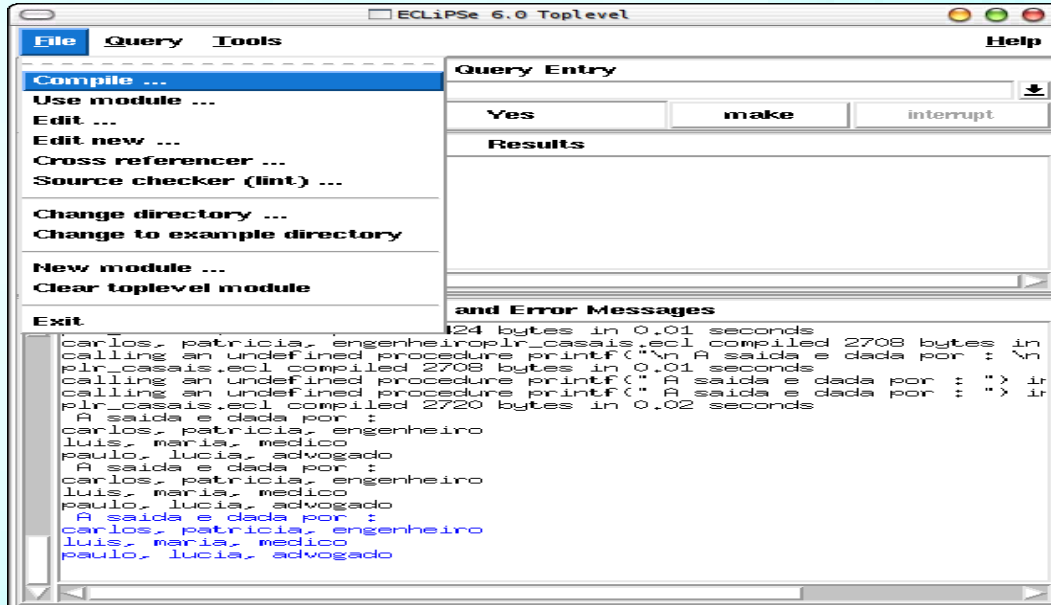 ECLiPSe 6.0 Toplevel
File Query Tools Help
Compile ...
Use module ...
Edit ...
Edit new ...
Cross referencer ...
Source checker (lint) ...
Change directory ...
Change to example directory
New module ...
Clear toplevel module
Exit
Query Entry
Yes make interrupt
Results
and Error Messages
424 bytes in 0.01 seconds
carlos, patricia, engenheiroplr_casais.ecl compiled 2708 bytes in
calling an undefined procedure printf("\n A saida e dada por : \n
plr_casais.ecl compiled 2708 bytes in 0.01 seconds
calling an undefined procedure printf(" A saida e dada por : ") in
calling an undefined procedure printf(" A saida e dada por : ") in
plr_casais.ecl compiled 2720 bytes in 0.02 seconds
A saida e dada por :
carlos, patricia, engenheiro
luis, maria, medico
paulo, lucia, advogado
A saida e dada por :
carlos, patricia, engenheiro
luis, maria, medico
paulo, lucia, advogado
A saida e dada por :
carlos, patricia, engenheiro
luis, maria, medico
paulo, lucia, advogado